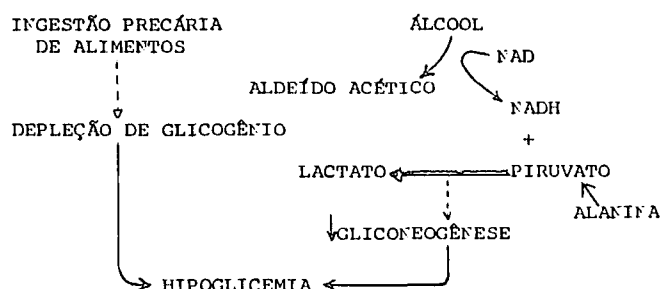 INGESTÃO PRECÁRIA
DE ALIMENTOS
ÁLCOOL
NAD
ALDEÍDO ACÉTICO
NADH
DEPLEÇÃO DE GLICOGÊNIO
+
LACTATO
PIRUVATO
ALANINA
↓GLICONEOGÊNESE
HIPOGLICEMIA